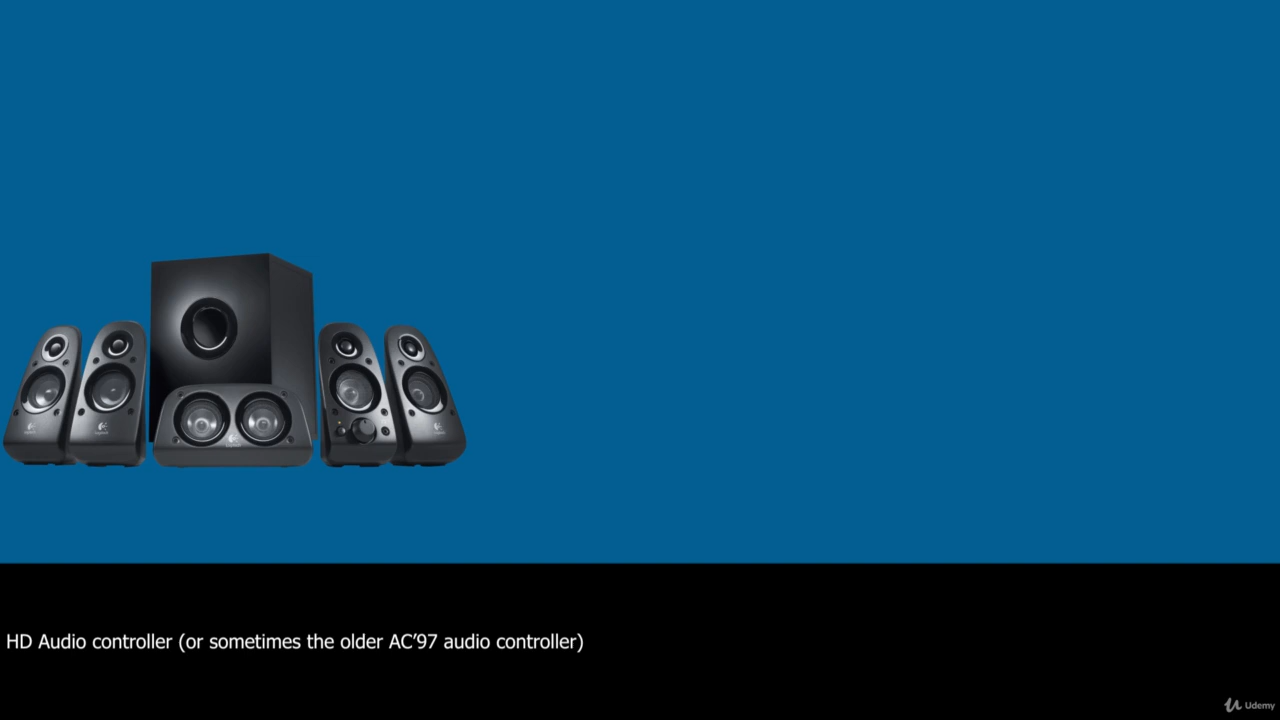 HD Audio controller (or sometimes the older AC’97 audio controller)
Udemy